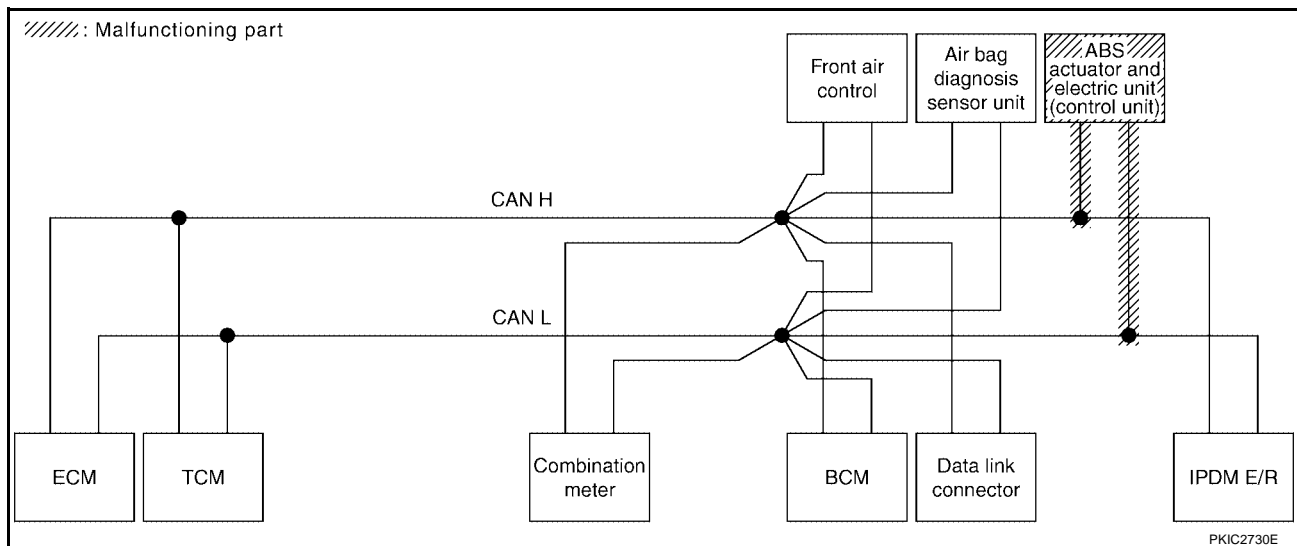 : Malfunctioning part
Front air
control
Air bag
diagnosis
sensor unit
ABS
actuator and
electric unit
(control unit)
CAN H
CAN L
ECM
TCM
Combination
meter
BCM
Data link
connector
IPDM E/R
PKIC2730E